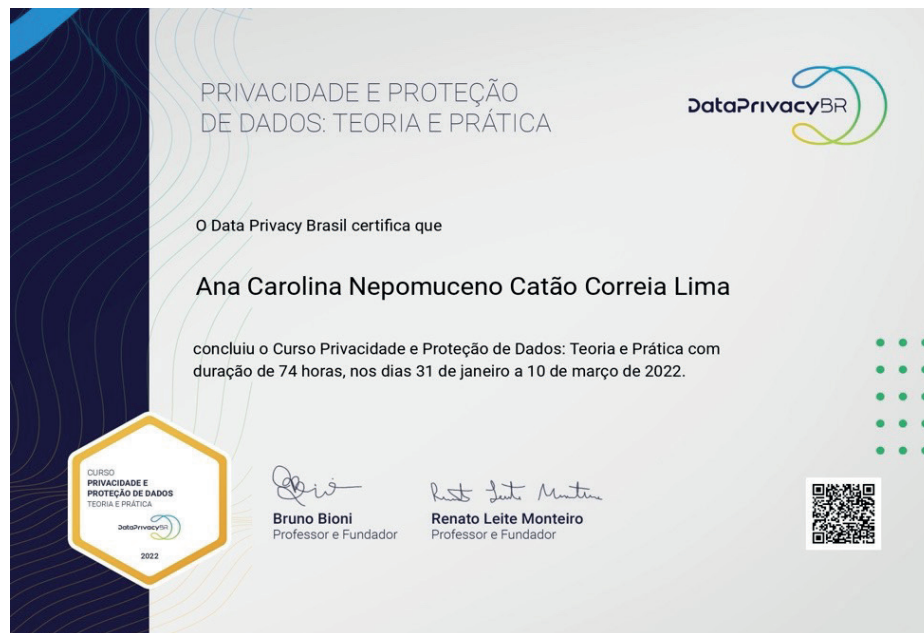 PRIVACIDADE E PROTEÇÃO
DE DADOS: TEORIA E PRÁTICA
DataPrivacyBR
O Data Privacy Brasil certifica que
Ana Carolina Nepomuceno Catão Correia Lima
concluiu o Curso Privacidade e Proteção de Dados: Teoria e Prática com
duração de 74 horas, nos dias 31 de janeiro a 10 de março de 2022.
CURSO
PRIVACIDADE E
PROTEÇÃO DE DADOS
TEORIA E PRÁTICA
DataPrivacyBR
2022
Bruno Bioni
Professor e Fundador
Renato Leite Monteiro
Professor e Fundador